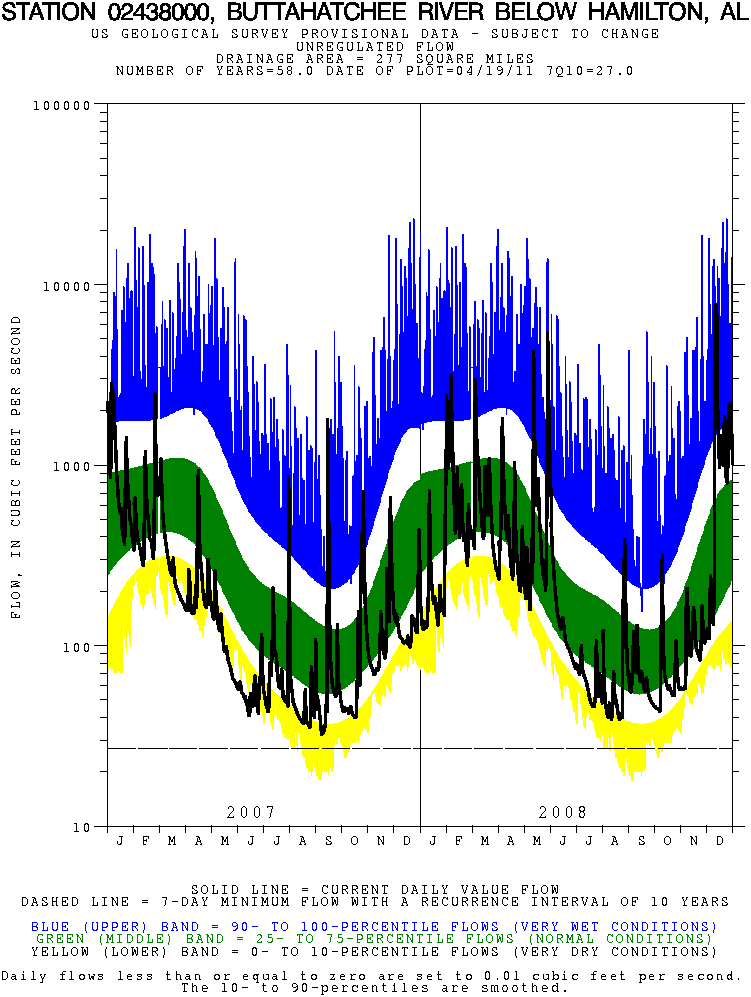 STATION 02438000, BUTTAHATCHEE RIVER BELOW HAMILTON, AL
US GEOLOGICAL SURVEY PROVISIONAL DATA - SUBJECT TO CHANGE
UNREGULATED FLOW
DRAINAGE AREA = 277 SQUARE MILES
NUMBER OF YEARS=58.0 DATE OF PLOT=04/19/11 7Q10=27.0
100000
10000
1000
100
10
FLOW, IN CUBIC FEET PER SECOND
2007 2008
J F M A M J J A S O N D J F M A M J J A S O N D
SOLID LINE = CURRENT DAILY VALUE FLOW
DASHED LINE = 7-DAY MINIMUM FLOW WITH A RECURRENCE INTERVAL OF 10 YEARS
BLUE (UPPER) BAND = 90- TO 100-PERCENTILE FLOWS (VERY WET CONDITIONS)
GREEN (MIDDLE) BAND = 25- TO 75-PERCENTILE FLOWS (NORMAL CONDITIONS)
YELLOW (LOWER) BAND = 0- TO 10-PERCENTILE FLOWS (VERY DRY CONDITIONS)
Daily flows less than or equal to zero are set to 0.01 cubic feet per second.
The 10- to 90-percentiles are smoothed.